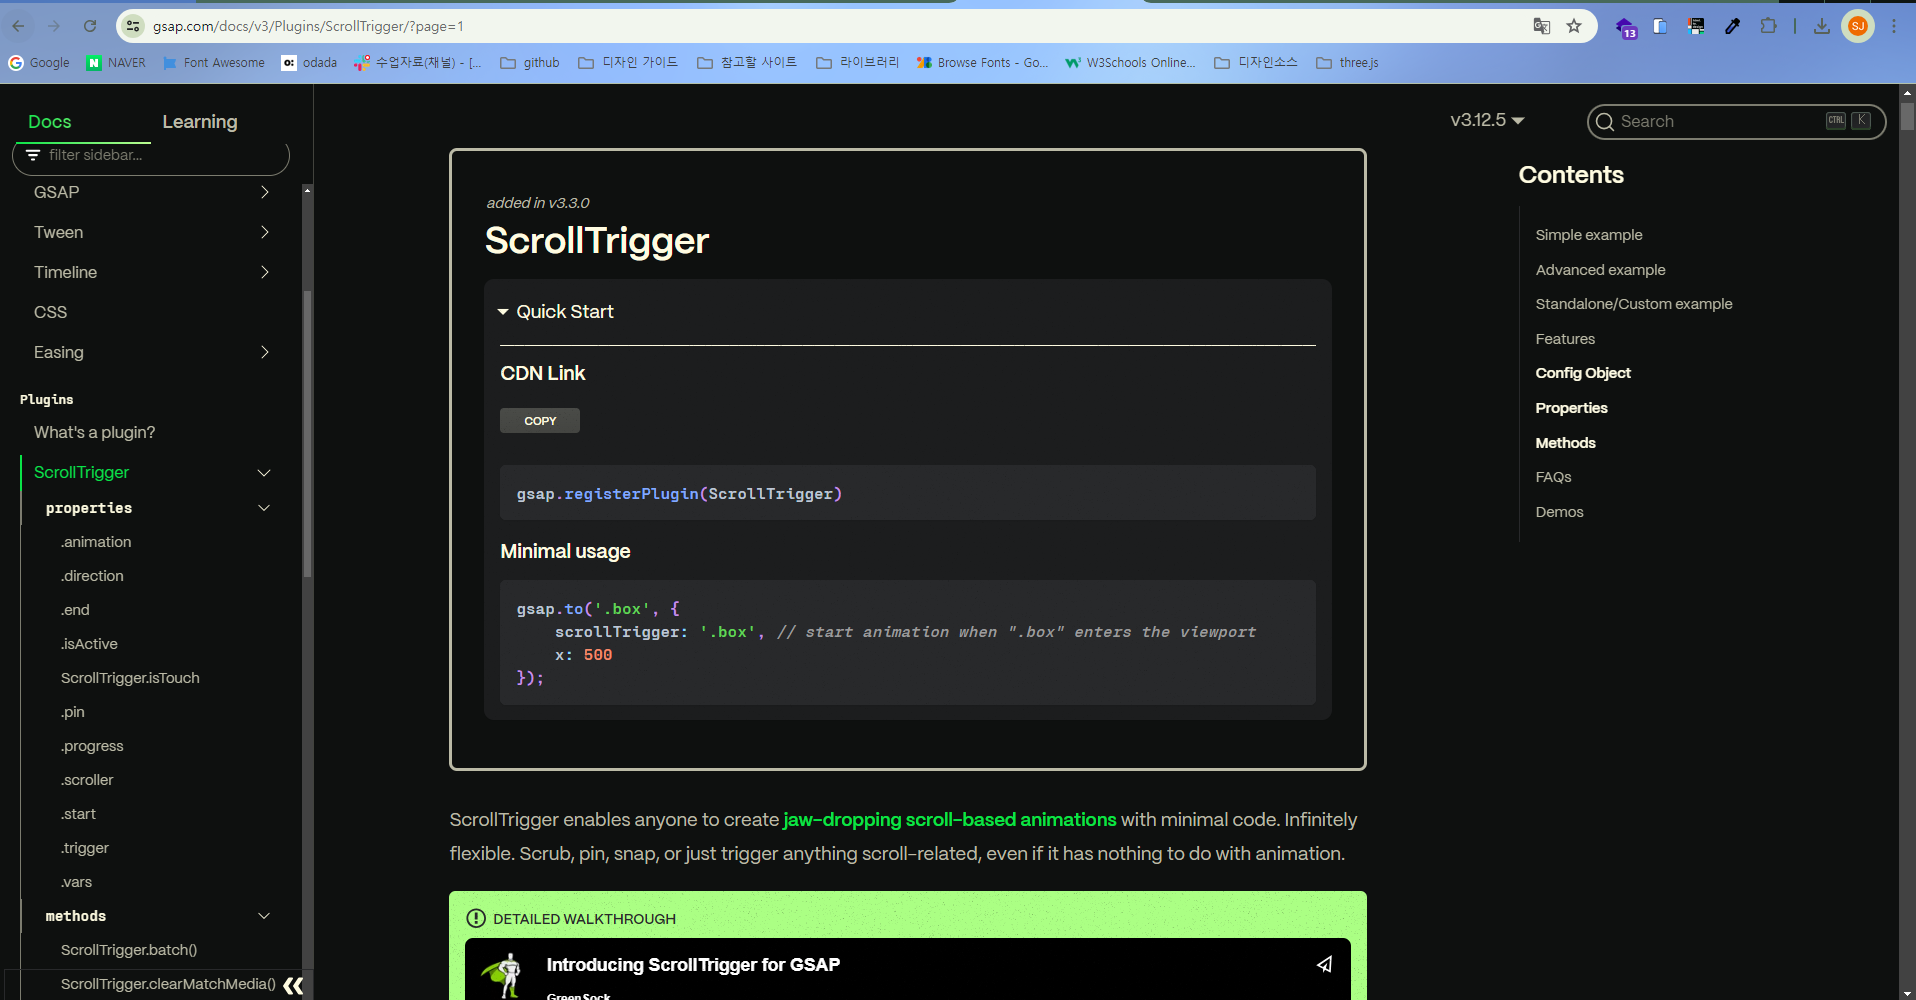 gsap.com/docs/v3/Plugins/ScrollTrigger/?page=1
13
SJ
Google
NAVER
Font Awesome
odada
수업자료(채널) - [...
github
디자인 가이드
참고할 사이트
라이브러리
Browse Fonts - Go...
W3Schools Online...
디자인소스
three.js
Docs
Learning
filter sidebar...
GSAP
Tween
Timeline
CSS
Easing
Plugins
What's a plugin?
ScrollTrigger
properties
.animation
.direction
.end
.isActive
ScrollTrigger.isTouch
.pin
.progress
.scroller
.start
.trigger
.vars
methods
ScrollTrigger.batch()
ScrollTrigger.clearMatchMedia()
v3.12.5
Search
CTRL K
added in v3.3.0
ScrollTrigger
Quick Start
CDN Link
COPY
gsap.registerPlugin(ScrollTrigger)
Minimal usage
gsap.to('.box', {
scrollTrigger: '.box', // start animation when ".box" enters the viewport
x: 500
});
ScrollTrigger enables anyone to create jaw-dropping scroll-based animations with minimal code. Infinitely
flexible. Scrub, pin, snap, or just trigger anything scroll-related, even if it has nothing to do with animation.
DETAILED WALKTHROUGH
Introducing ScrollTrigger for GSAP
GreenSock
Contents
Simple example
Advanced example
Standalone/Custom example
Features
Config Object
Properties
Methods
FAQs
Demos